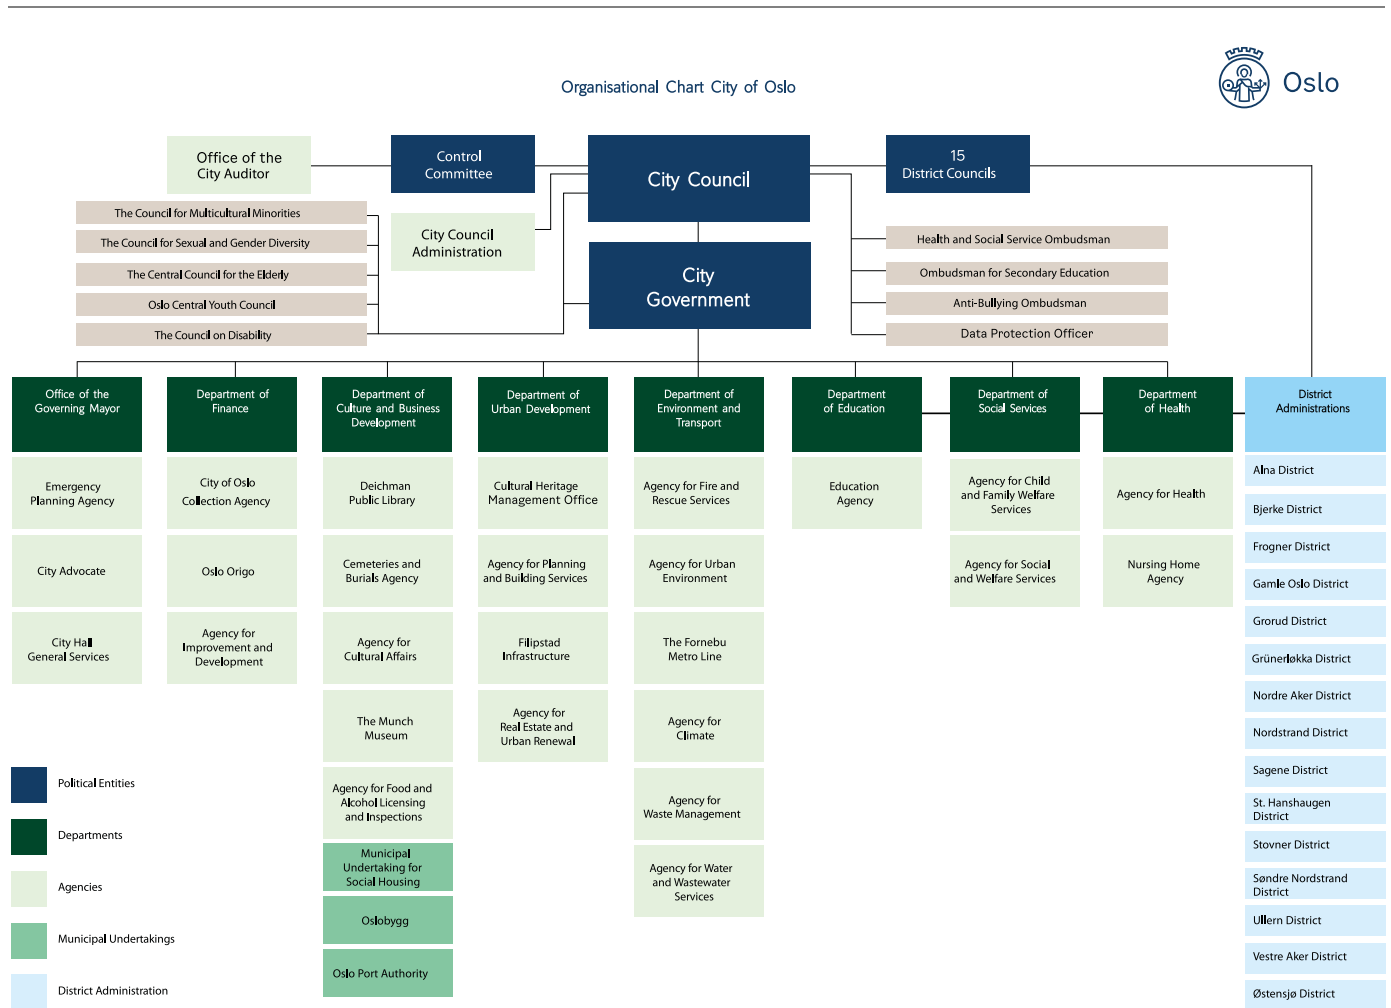 Organisational Chart City of Oslo
Oslo
Office of the
City Auditor
Control
Committee
City Council
15
District Councils
The Council for Multicultural Minorities
The Council for Sexual and Gender Diversity
The Central Council for the Elderly
Oslo Central Youth Council
The Council on Disability
City Council
Administration
City
Government
Health and Social Service Ombudsman
Ombudsman for Secondary Education
Anti-Bullying Ombudsman
Data Protection Officer
Office of the
Governing Mayor
Emergency
Planning Agency
City Advocate
City Hall
General Services
Department of
Finance
City of Oslo
Collection Agency
Oslo Origo
Agency for
Improvement and
Development
Department of
Culture and Business
Development
Deichman
Public Library
Cemeteries and
Burials Agency
Agency for
Cultural Affairs
The Munch
Museum
Agency for Food and
Alcohol Licensing
and Inspections
Municipal
Undertaking for
Social Housing
Oslobygg
Oslo Port Authority
Department of
Urban Development
Cultural Heritage
Management Office
Agency for Planning
and Building Services
Filipstad
Infrastructure
Agency for
Real Estate and
Urban Renewal
Department of
Environment and
Transport
Agency for Fire and
Rescue Services
Agency for Urban
Environment
The Fornebu
Metro Line
Agency for
Climate
Agency for
Waste Management
Agency for Water
and Wastewater
Services
Department
of Education
Education
Agency
Department of
Social Services
Agency for Child
and Family Welfare
Services
Agency for Social
and Welfare Services
Department
of Health
Agency for Health
Nursing Home
Agency
District
Administrations
Alna District
Bjerke District
Frogner District
Gamle Oslo District
Grorud District
Grünerløkka District
Nordre Aker District
Nordstrand District
Sagene District
St. Hanshaugen
District
Stovner District
Søndre Nordstrand
District
Ullern District
Vestre Aker District
Østensjø District
Political Entities
Departments
Agencies
Municipal Undertakings
District Administration